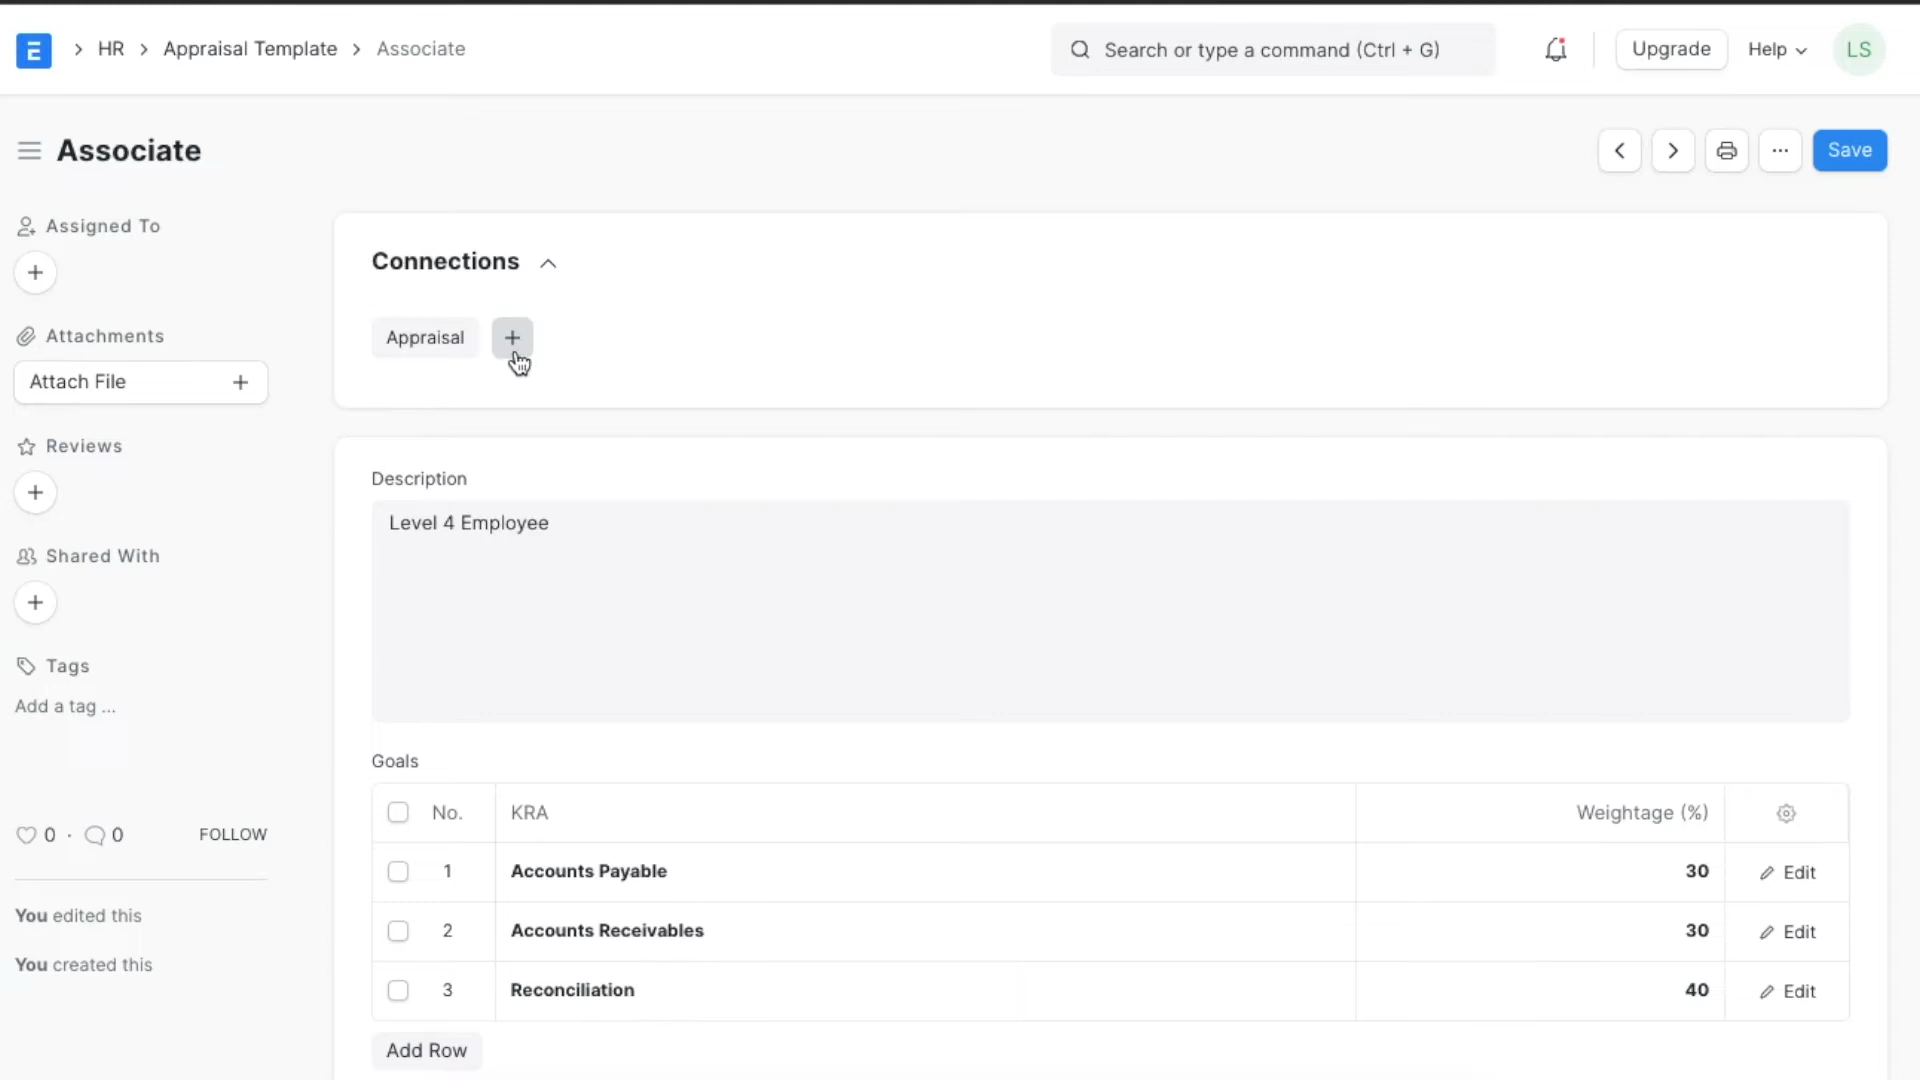 E > HR > Appraisal Template > Associate
Search or type a command (Ctrl + G)
Upgrade
Help
LS
Associate
Save
Assigned To
Attachments
Attach File
Reviews
Shared With
Tags
Add a tag ...
0 · 0 FOLLOW
You edited this
You created this
Connections
Appraisal
Description
Level 4 Employee
Goals
No. KRA Weightage (%)
1 Accounts Payable 30 Edit
2 Accounts Receivables 30 Edit
3 Reconciliation 40 Edit
Add Row